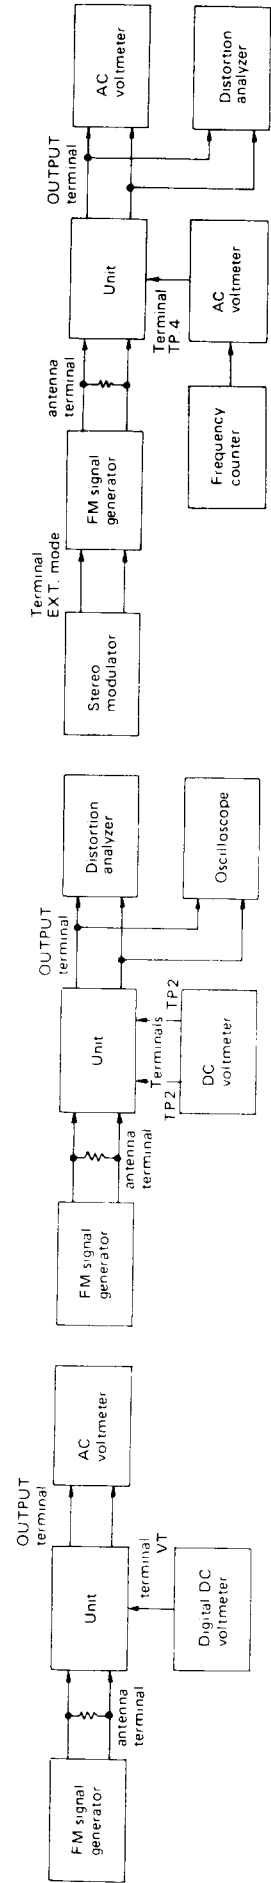 FM signal
generator
antenna
terminal
Unit
OUTPUT
terminal
AC
voltmeter
terminal
VT
Digital DC
voltmeter
FM signal
generator
antenna
terminal
Unit
OUTPUT
terminal
Distortion
analyzer
TP2
Terminals
TP2
DC
voltmeter
Oscilloscope
Stereo
modulator
Terminal
EXT. mode
FM signal
generator
antenna
terminal
Unit
OUTPUT
terminal
AC
voltmeter
Terminal
TP.4
Frequency
counter
AC
voltmeter
Distortion
analyzer